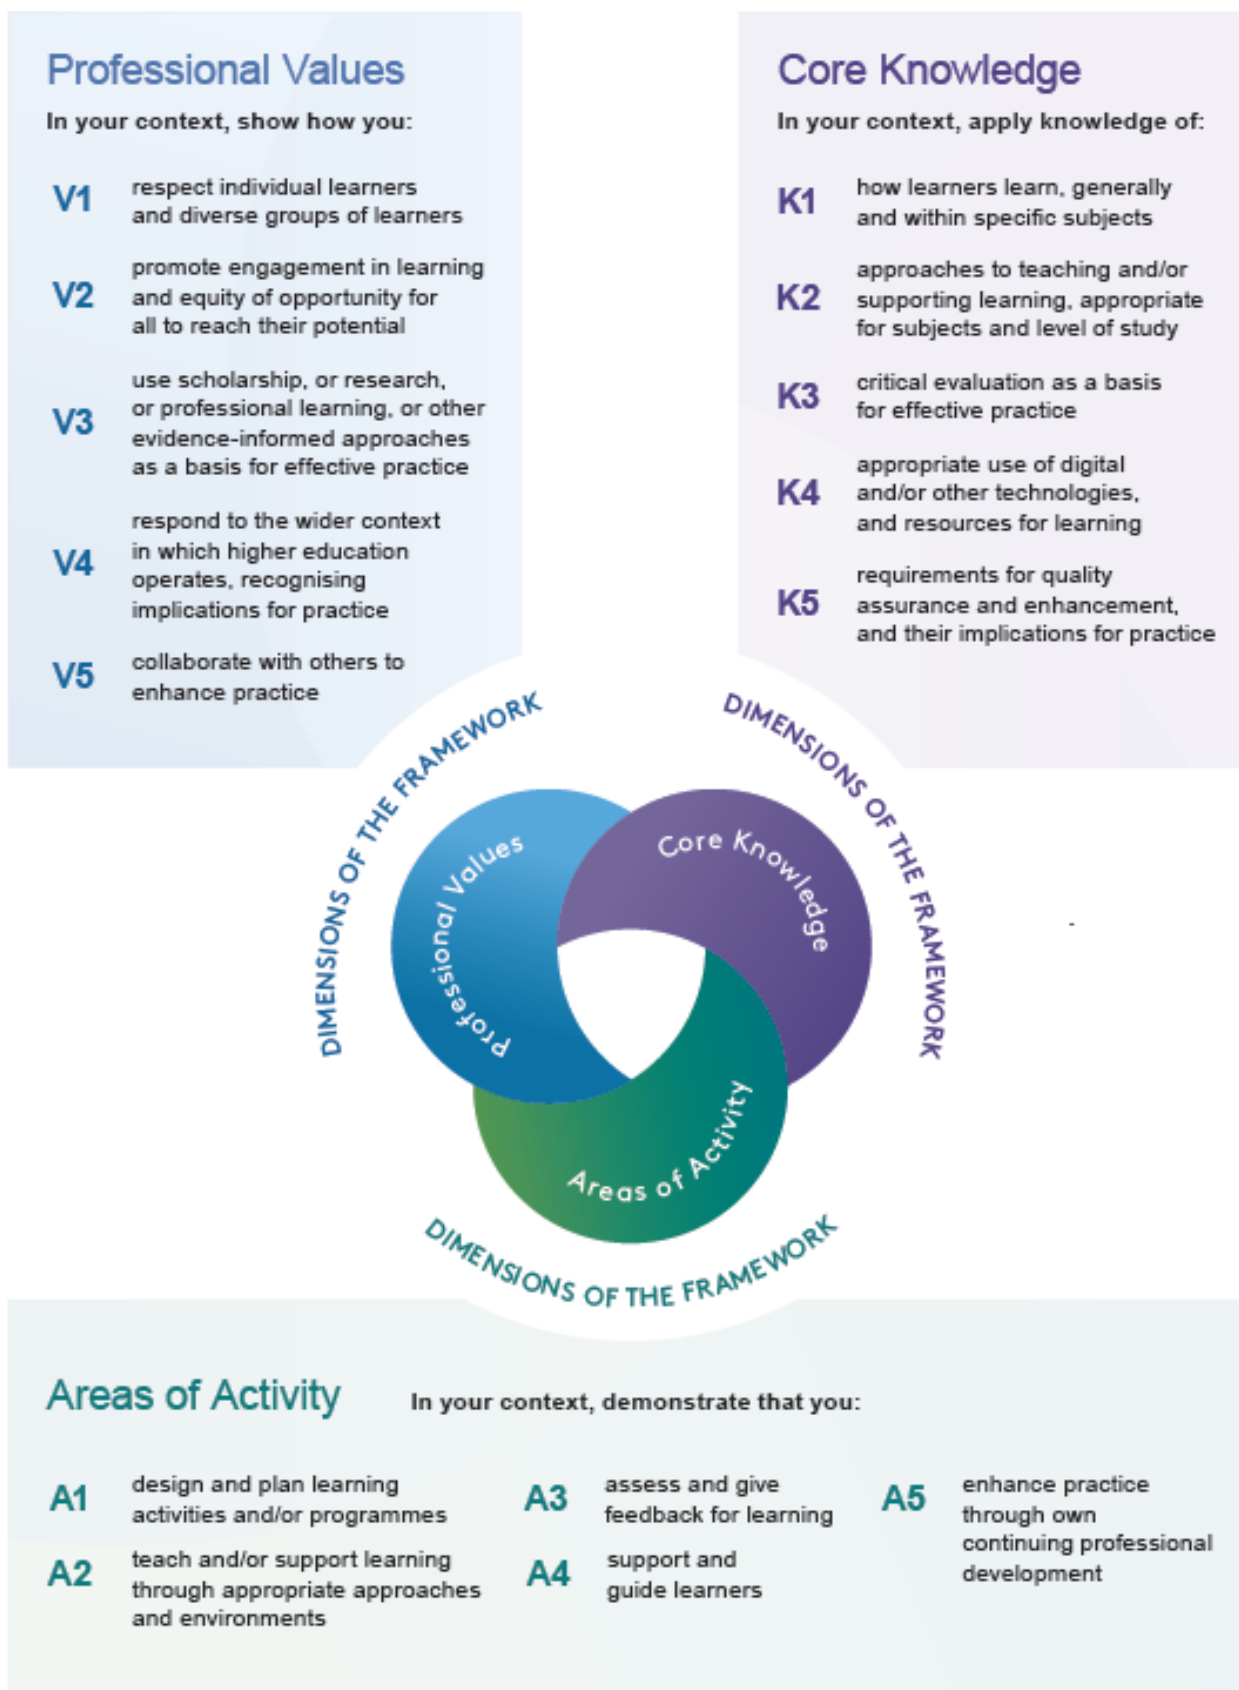 Professional Values
In your context, show how you:
V1
respect individual learners
and diverse groups of learners
V2
promote engagement in learning
and equity of opportunity for
all to reach their potential
V3
use scholarship, or research,
or professional learning, or other
evidence-informed approaches
as a basis for effective practice
V4
respond to the wider context
in which higher education
operates, recognising
implications for practice
V5
collaborate with others to
enhance practice
Core Knowledge
In your context, apply knowledge of:
K1
how learners learn, generally
and within specific subjects
K2
approaches to teaching and/or
supporting learning, appropriate
for subjects and level of study
K3
critical evaluation as a basis
for effective practice
K4
appropriate use of digital
and/or other technologies,
and resources for learning
K5
requirements for quality
assurance and enhancement,
and their implications for practice
DIMENSIONS OF THE FRAMEWORK
DIMENSIONS OF THE FRAMEWORK
Professional Values
Core Knowledge
Areas of Activity
DIMENSIONS OF THE FRAMEWORK
Areas of Activity
In your context, demonstrate that you:
A1
design and plan learning
activities and/or programmes
A2
teach and/or support learning
through appropriate approaches
and environments
A3
assess and give
feedback for learning
A4
support and
guide learners
A5
enhance practice
through own
continuing professional
development